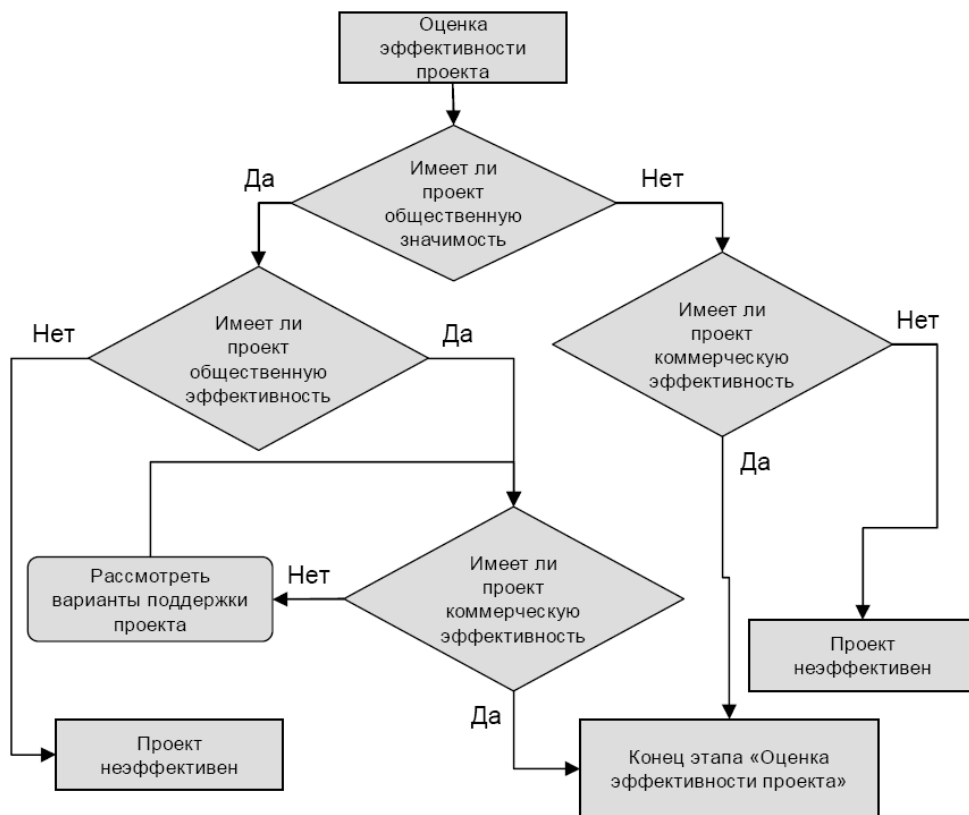 Оценка
эффективности
проекта
Имеет ли
проект
общественную
значимость
Да
Нет
Имеет ли
проект
общественную
эффективность
Нет
Да
Имеет ли
проект
коммерческую
эффективность
Нет
Да
Имеет ли
проект
коммерческую
эффективность
Нет
Рассмотреть
варианты поддержки
проекта
Да
Проект
неэффективен
Проект
неэффективен
Конец этапа «Оценка
эффективности проекта»